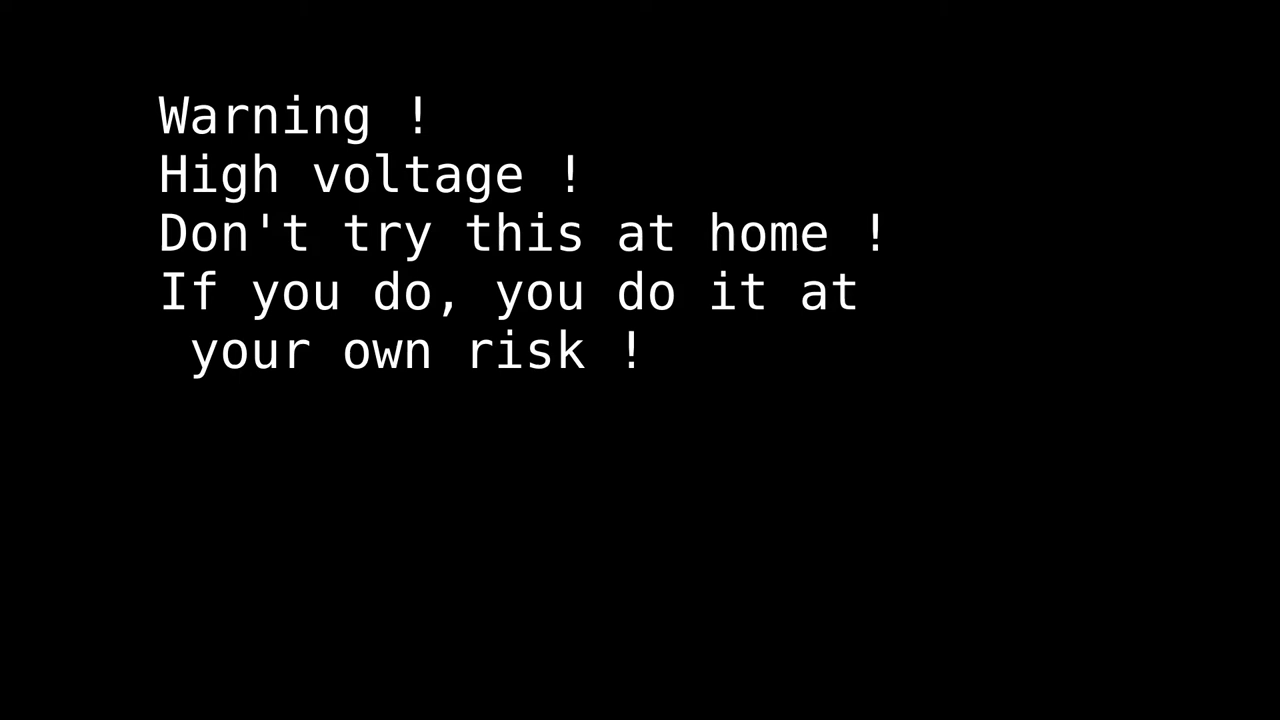 Warning !
High voltage !
Don't try this at home !
If you do, you do it at
your own risk !